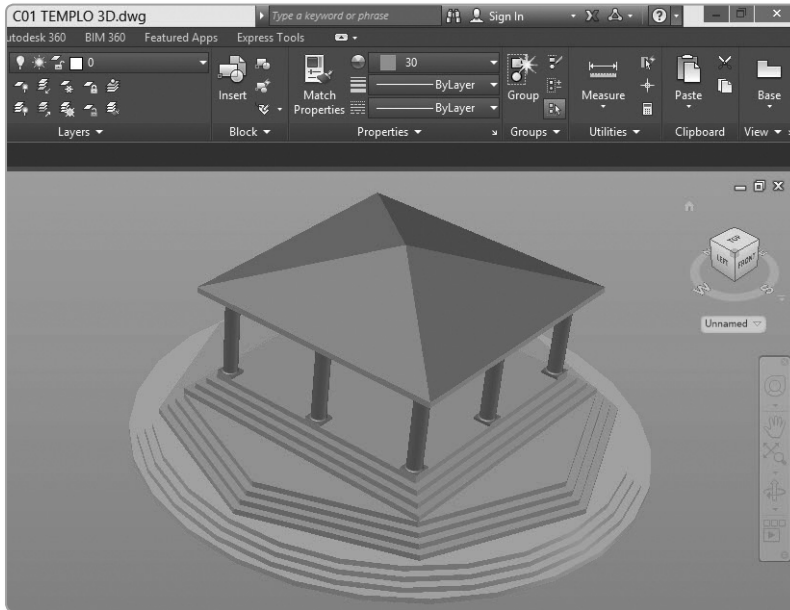 C01 TEMPLO 3D.dwg Type a keyword or phrase Sign In
utodesk 360 BIM 360 Featured Apps Express Tools
0 30
ByLayer
ByLayer
Insert Match Properties Group Measure Paste Base
Layers Block Properties Groups Utilities Clipboard View
TOP
LEFT FRONT
W S
Unnamed